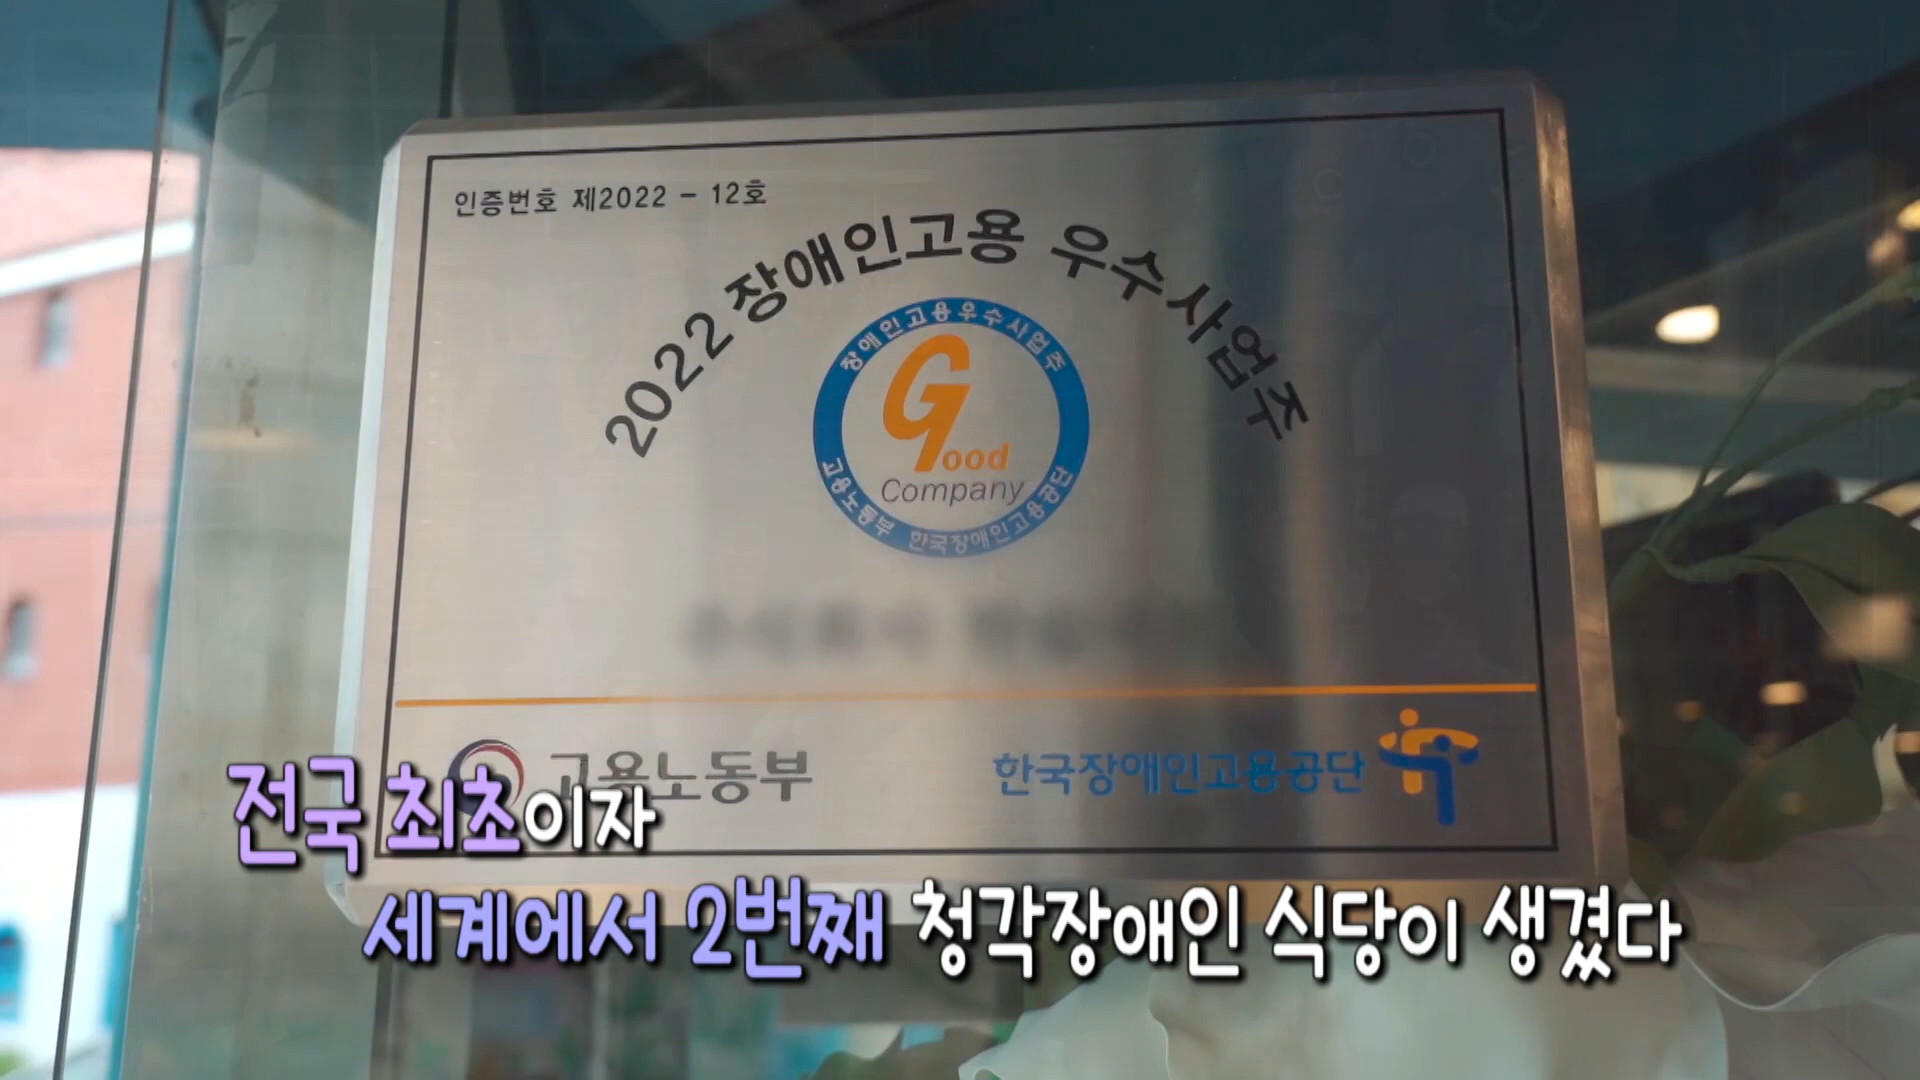 인증번호 제2022 - 12호
2022 장애인고용 우수사업주
장애인고용우수사업주
Good
Company
고용노동부 한국장애인고용공단
고용노동부
한국장애인고용공단
전국 최초이자
세계에서 2번째 청각장애인 식당이 생겼다